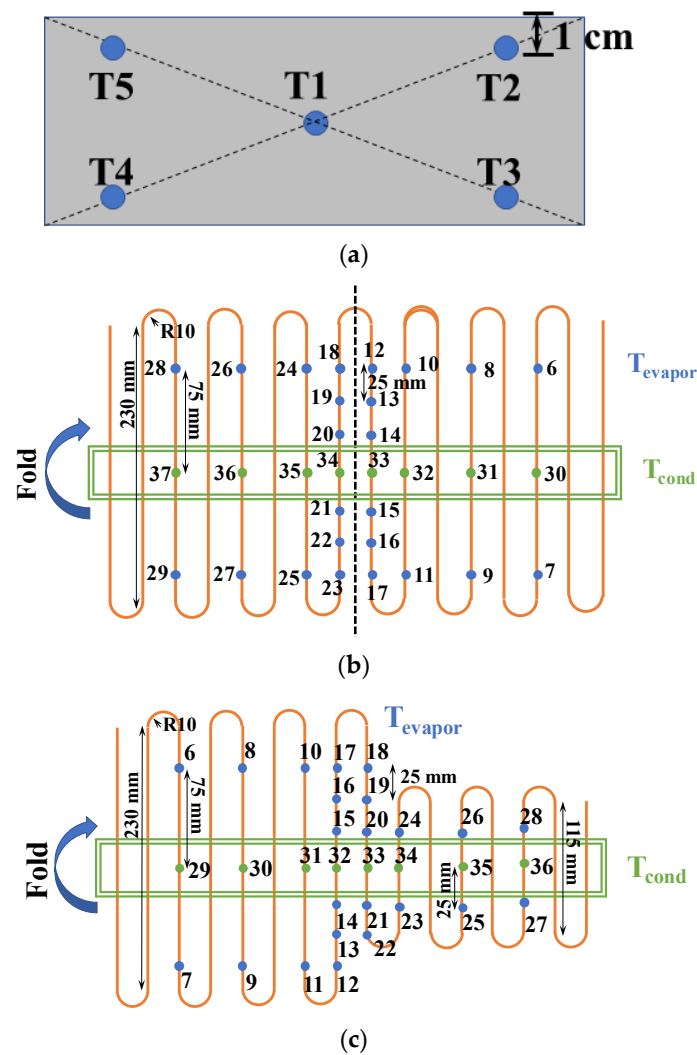 1 cm
T5 T1 T2
T4 T3
(a)
R10
28 26 24 18 12 10 8 6
T evapor
230 mm
75 mm
25 mm
19 13
20 14
Fold
37 36 35 34 33 32 31 30
T cond
21 15
22 16
29 27 25 23 17 11 9 7
(b)
T evapor
R10
6 8 10 17 18
25 mm
230 mm
75 mm
16 19
15 20 24 26 28
115 mm
Fold
29 30 31 32 33 34 35 36
T cond
25 mm
14 21 23 25 27
13 22
7 9 11 12
(c)